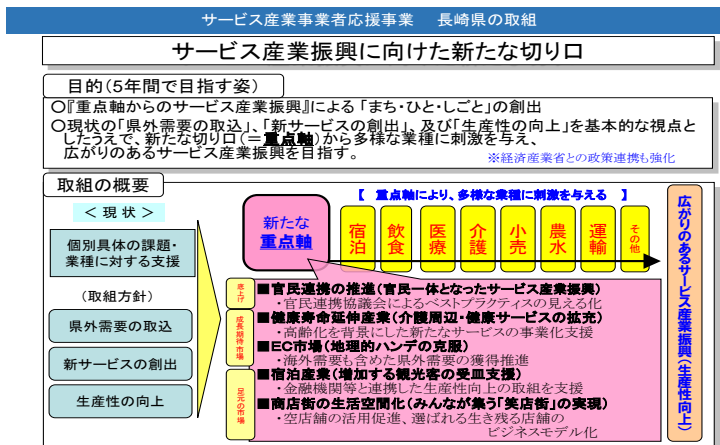 サービス産業事業者応援事業　長崎県の取組
サービス産業振興に向けた新たな切り口
目的(5年間で目指す姿)
〇『重点軸からのサービス産業振興』による「まち・ひと・しごと」の創出
〇現状の「県外需要の取込」、「新サービスの創出」、及び「生産性の向上」を基本的な視点と
したうえで、新たな切り口(=重点軸)から多様な業種に刺激を与え、
広がりのあるサービス産業振興を目指す。
※経済産業省との政策連携も強化
取組の概要
＜現状＞
個別具体の課題・
業種に対する支援
(取組方針)
県外需要の取込
新サービスの創出
生産性の向上
【 重点軸により、多様な業種に刺激を与える 】
新たな
重点軸
宿泊
飲食
医療
介護
小売
農水
運輸
その他
底上げ
■官民連携の推進(官民一体となったサービス産業振興)
・官民連携協議会によるベストプラクティスの見える化
成長期待市場
■健康寿命延伸産業(介護周辺・健康サービスの拡充)
・高齢化を背景にした新たなサービスの事業化支援
■EC市場(地理的ハンデの克服)
・海外需要も含めた県外需要の獲得推進
足元の市場
■宿泊産業(増加する観光客の受皿支援)
・金融機関等と連携した生産性向上の取組を支援
■商店街の生活空間化(みんなが集う「笑店街」の実現)
・空店舗の活用促進、選ばれる生き残る店舗の
ビジネスモデル化
広がりのあるサービス産業振興(生産性向上)